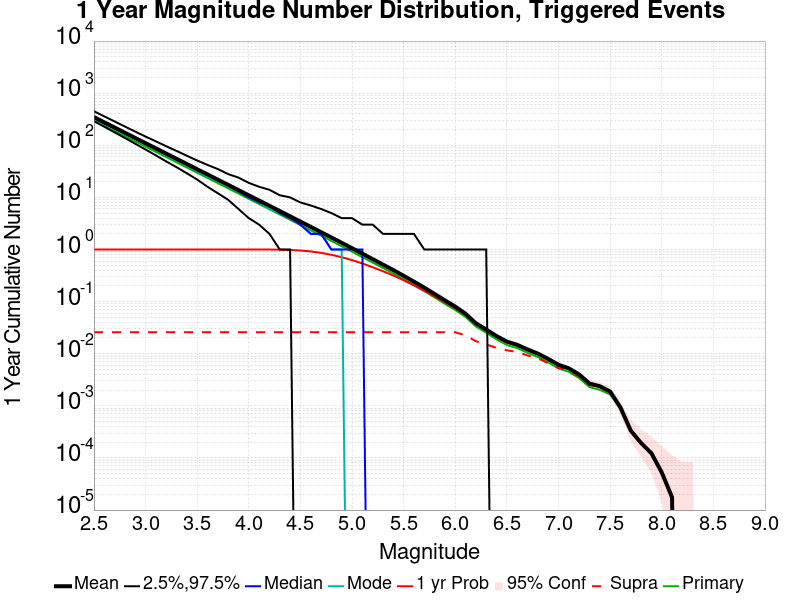 1 Year Magnitude Number Distribution, Triggered Events
1 Year Cumulative Number
10^4
10^3
10^2
10^1
10^0
10^-1
10^-2
10^-3
10^-4
10^-5
2.5 3.0 3.5 4.0 4.5 5.0 5.5 6.0 6.5 7.0 7.5 8.0 8.5 9.0
Magnitude
Mean 2.5%,97.5% Median Mode 1 yr Prob 95% Conf Supra Primary